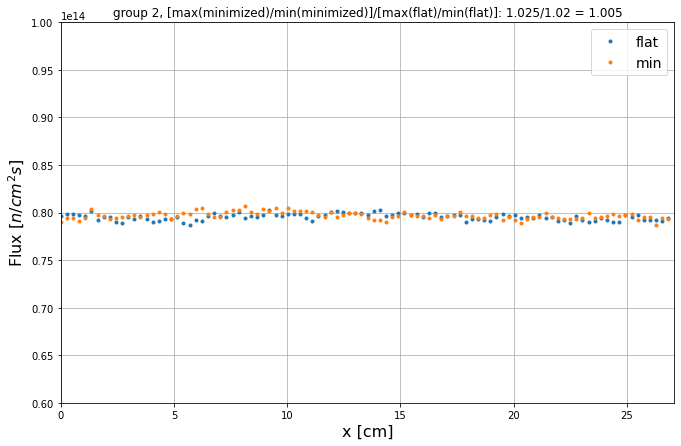 group 2, [max(minimized)/min(minimized)]/[max(flat)/min(flat)]: 1.025/1.02 = 1.005
1e14
flat
min
1.00
0.95
0.90
0.85
0.80
0.75
0.70
0.65
0.60
Flux [n/cm²s]
0 5 10 15 20 25
x [cm]